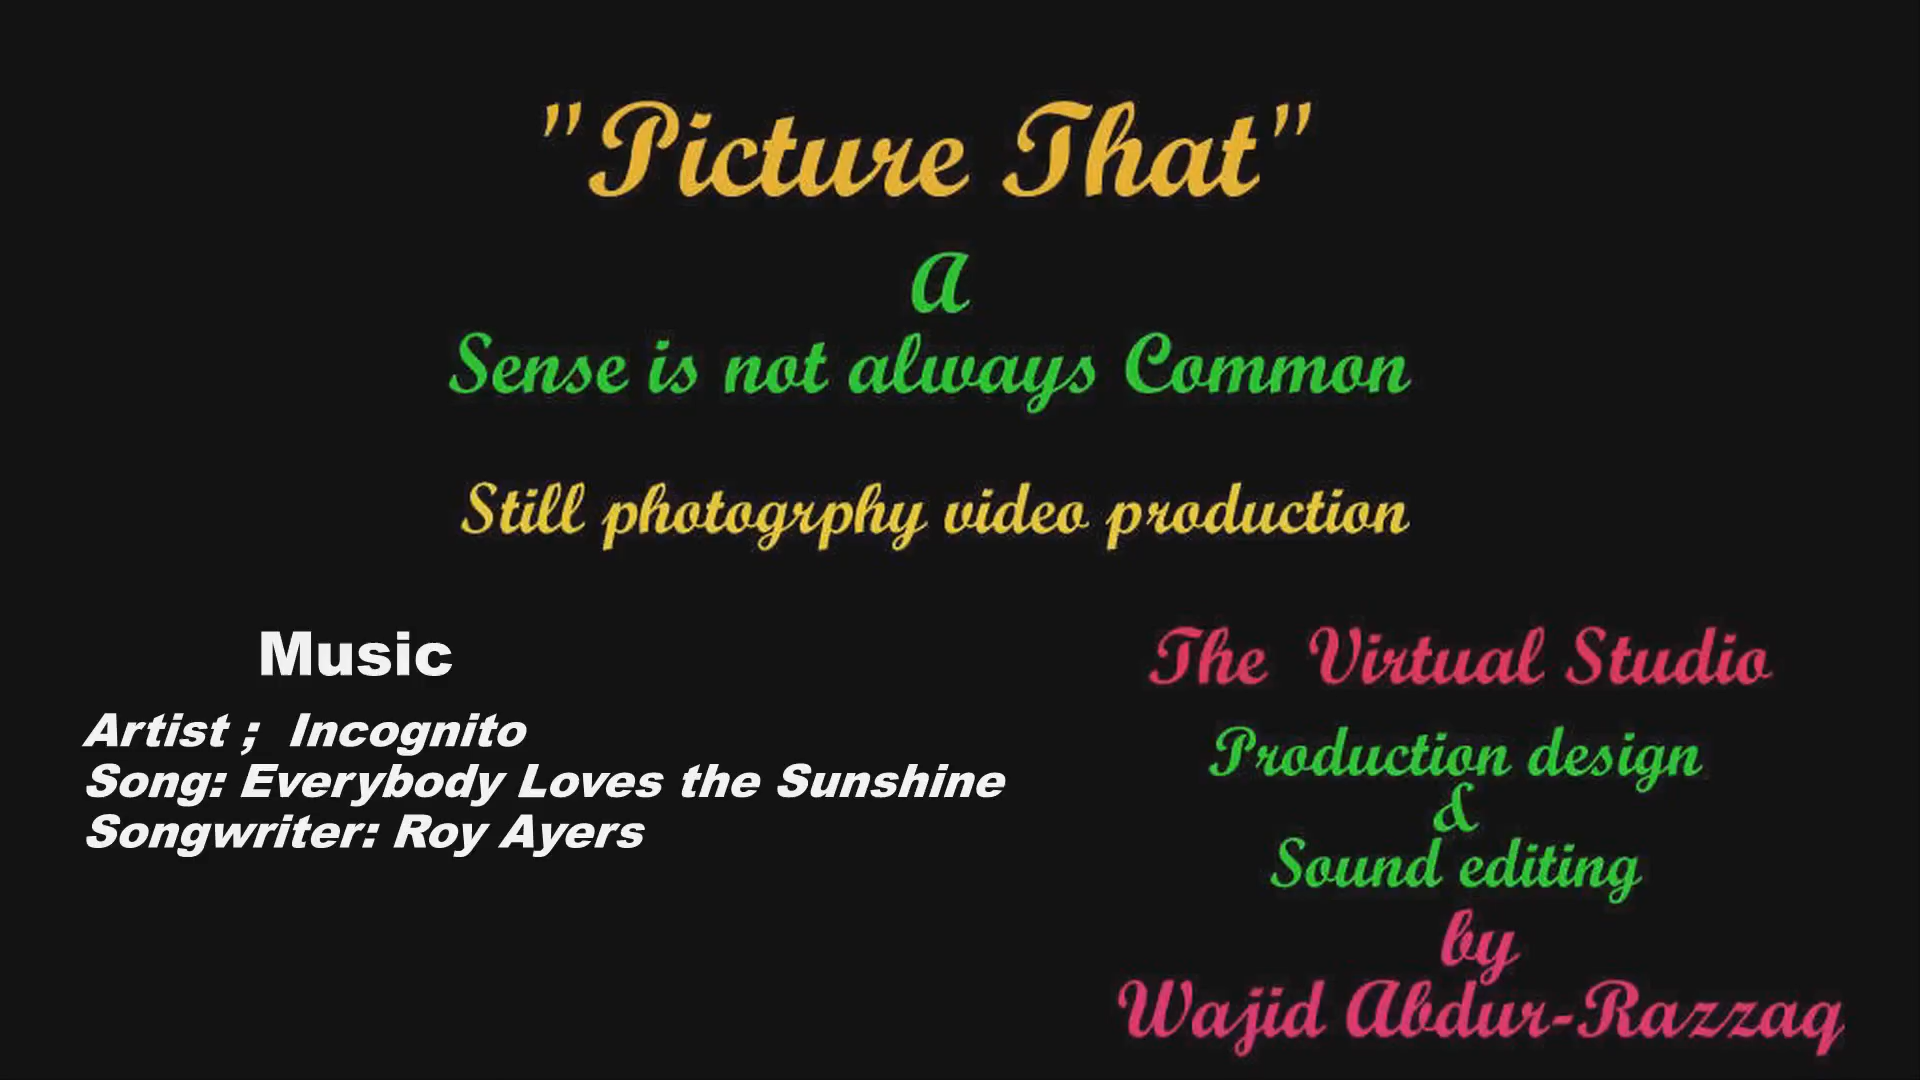 "Picture That"
A
Sense is not always Common
Still photogrphy video production
Music
Artist ;  Incognito
Song: Everybody Loves the Sunshine
Songwriter: Roy Ayers
The  Virtual Studio
Production design
&
Sound editing
by
Wajid Abdur-Razzaq